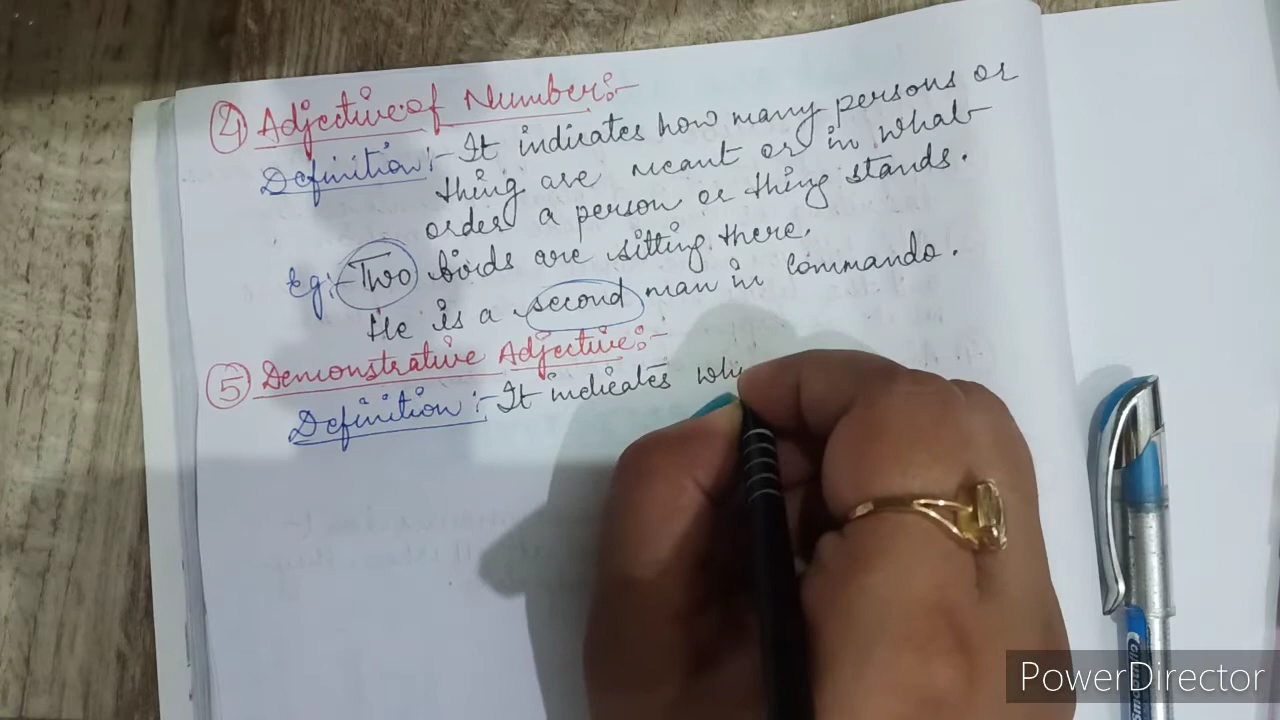 ④ Adjective of Number:-
Definition:- It indicates how many persons or
thing are meant or in what
order a person or thing stands.
Eg:- Two birds are sitting there.
He is a second man in commando.
⑤ Demonstrative Adjective:-
Definition:- It indicates whi
PowerDirector